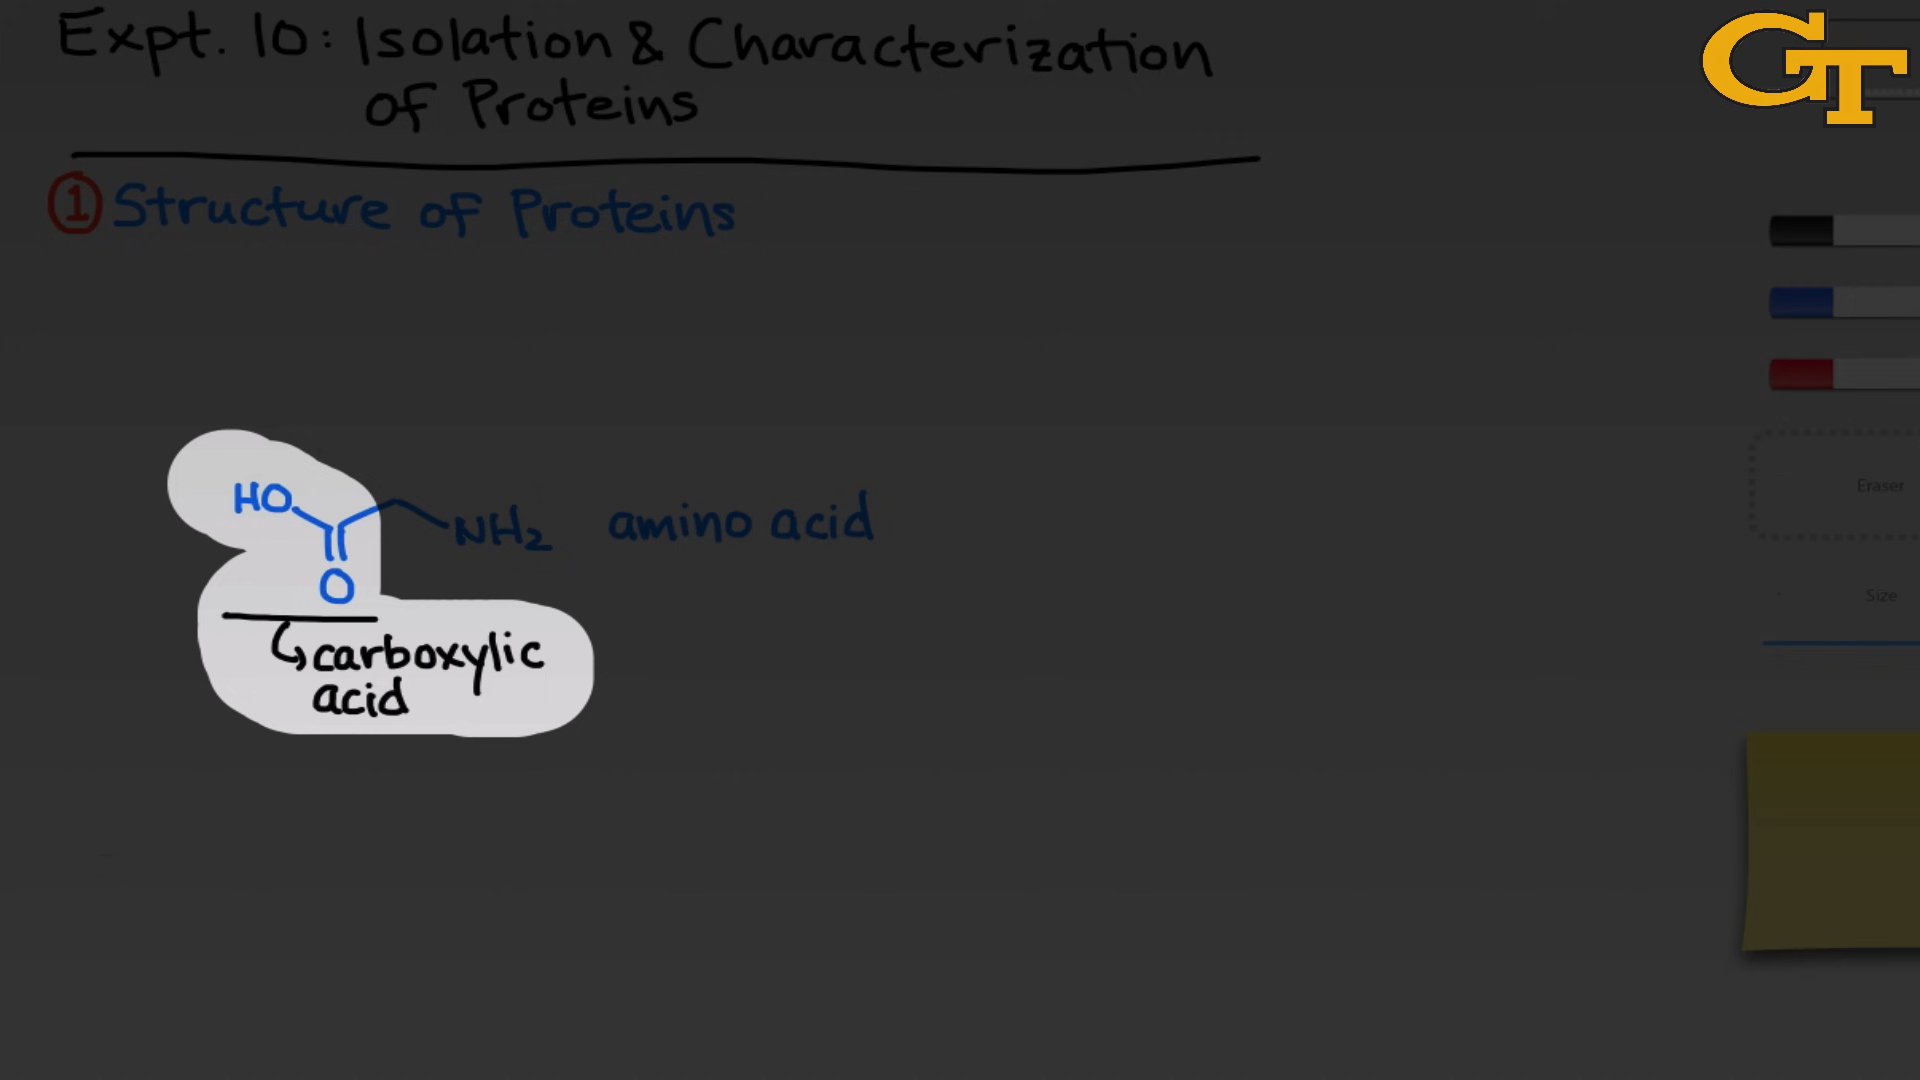 Expt. 10: Isolation & Characterization
of Proteins
GT
1 Structure of Proteins
HO
NH2 amino acid
O
carboxylic
acid
Eraser
Size